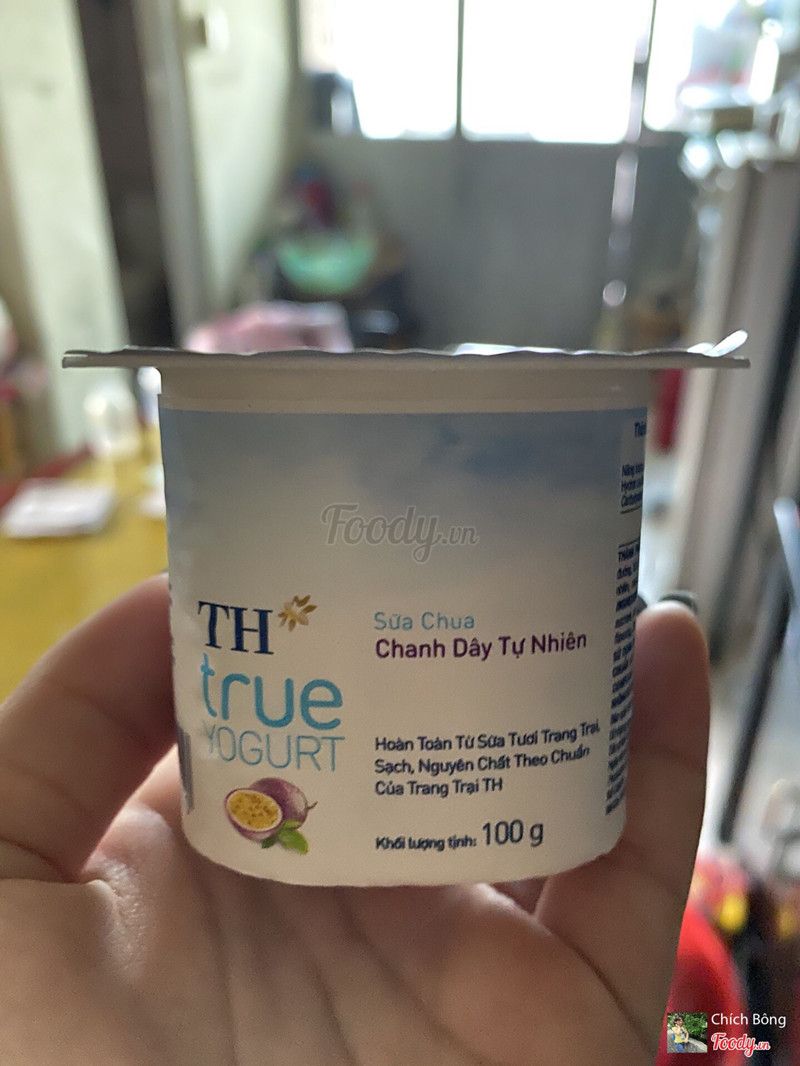 Foody.vn
TH
true
YOGURT
Sữa Chua
Chanh Dây Tự Nhiên
Hoàn Toàn Từ Sữa Tươi Trang Trại
Sạch, Nguyên Chất Theo Chuẩn
Của Trang Trại TH
Khối lượng tịnh: 100 g
Chích Bông
Foody.vn